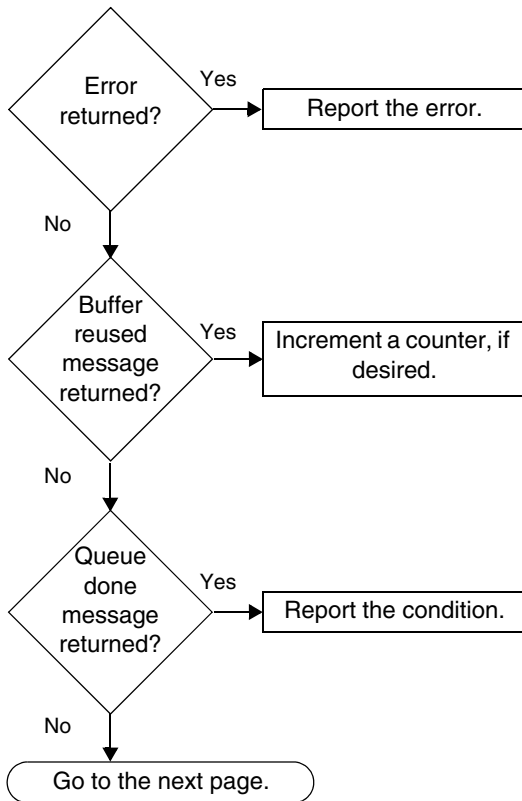 Error
returned?
Yes
Report the error.
No
Buffer
reused
message
returned?
Yes
Increment a counter, if
desired.
No
Queue
done
message
returned?
Yes
Report the condition.
No
Go to the next page.